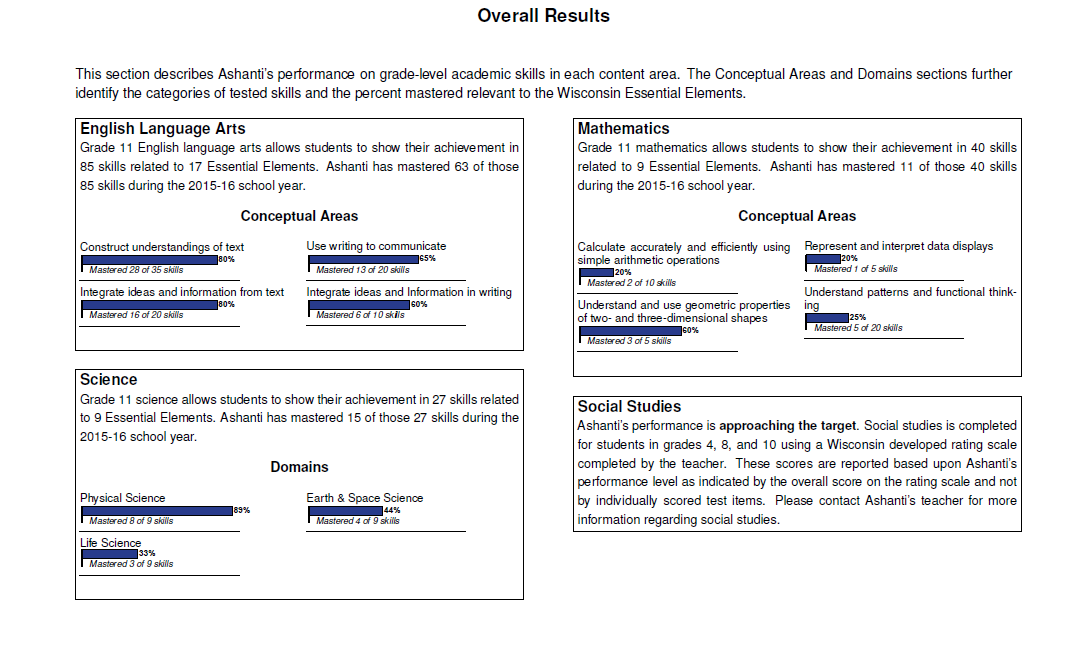 Overall Results
This section describes Ashanti's performance on grade-level academic skills in each content area. The Conceptual Areas and Domains sections further
identify the categories of tested skills and the percent mastered relevant to the Wisconsin Essential Elements.
English Language Arts
Grade 11 English language arts allows students to show their achievement in
85 skills related to 17 Essential Elements. Ashanti has mastered 63 of those
85 skills during the 2015-16 school year.
Conceptual Areas
Construct understandings of text
80%
Mastered 28 of 35 skills
Use writing to communicate
65%
Mastered 13 of 20 skills
Integrate ideas and information from text
80%
Mastered 16 of 20 skills
Integrate ideas and Information in writing
60%
Mastered 6 of 10 skills
Mathematics
Grade 11 mathematics allows students to show their achievement in 40 skills
related to 9 Essential Elements. Ashanti has mastered 11 of those 40 skills
during the 2015-16 school year.
Conceptual Areas
Calculate accurately and efficiently using
simple arithmetic operations
20%
Mastered 2 of 10 skills
Represent and interpret data displays
20%
Mastered 1 of 5 skills
Understand and use geometric properties
of two- and three-dimensional shapes
60%
Mastered 3 of 5 skills
Understand patterns and functional think-
ing
25%
Mastered 5 of 20 skills
Science
Grade 11 science allows students to show their achievement in 27 skills related
to 9 Essential Elements. Ashanti has mastered 15 of those 27 skills during the
2015-16 school year.
Domains
Physical Science
89%
Mastered 8 of 9 skills
Earth & Space Science
44%
Mastered 4 of 9 skills
Life Science
33%
Mastered 3 of 9 skills
Social Studies
Ashanti's performance is approaching the target. Social studies is completed
for students in grades 4, 8, and 10 using a Wisconsin developed rating scale
completed by the teacher. These scores are reported based upon Ashanti's
performance level as indicated by the overall score on the rating scale and not
by individually scored test items. Please contact Ashanti's teacher for more
information regarding social studies.